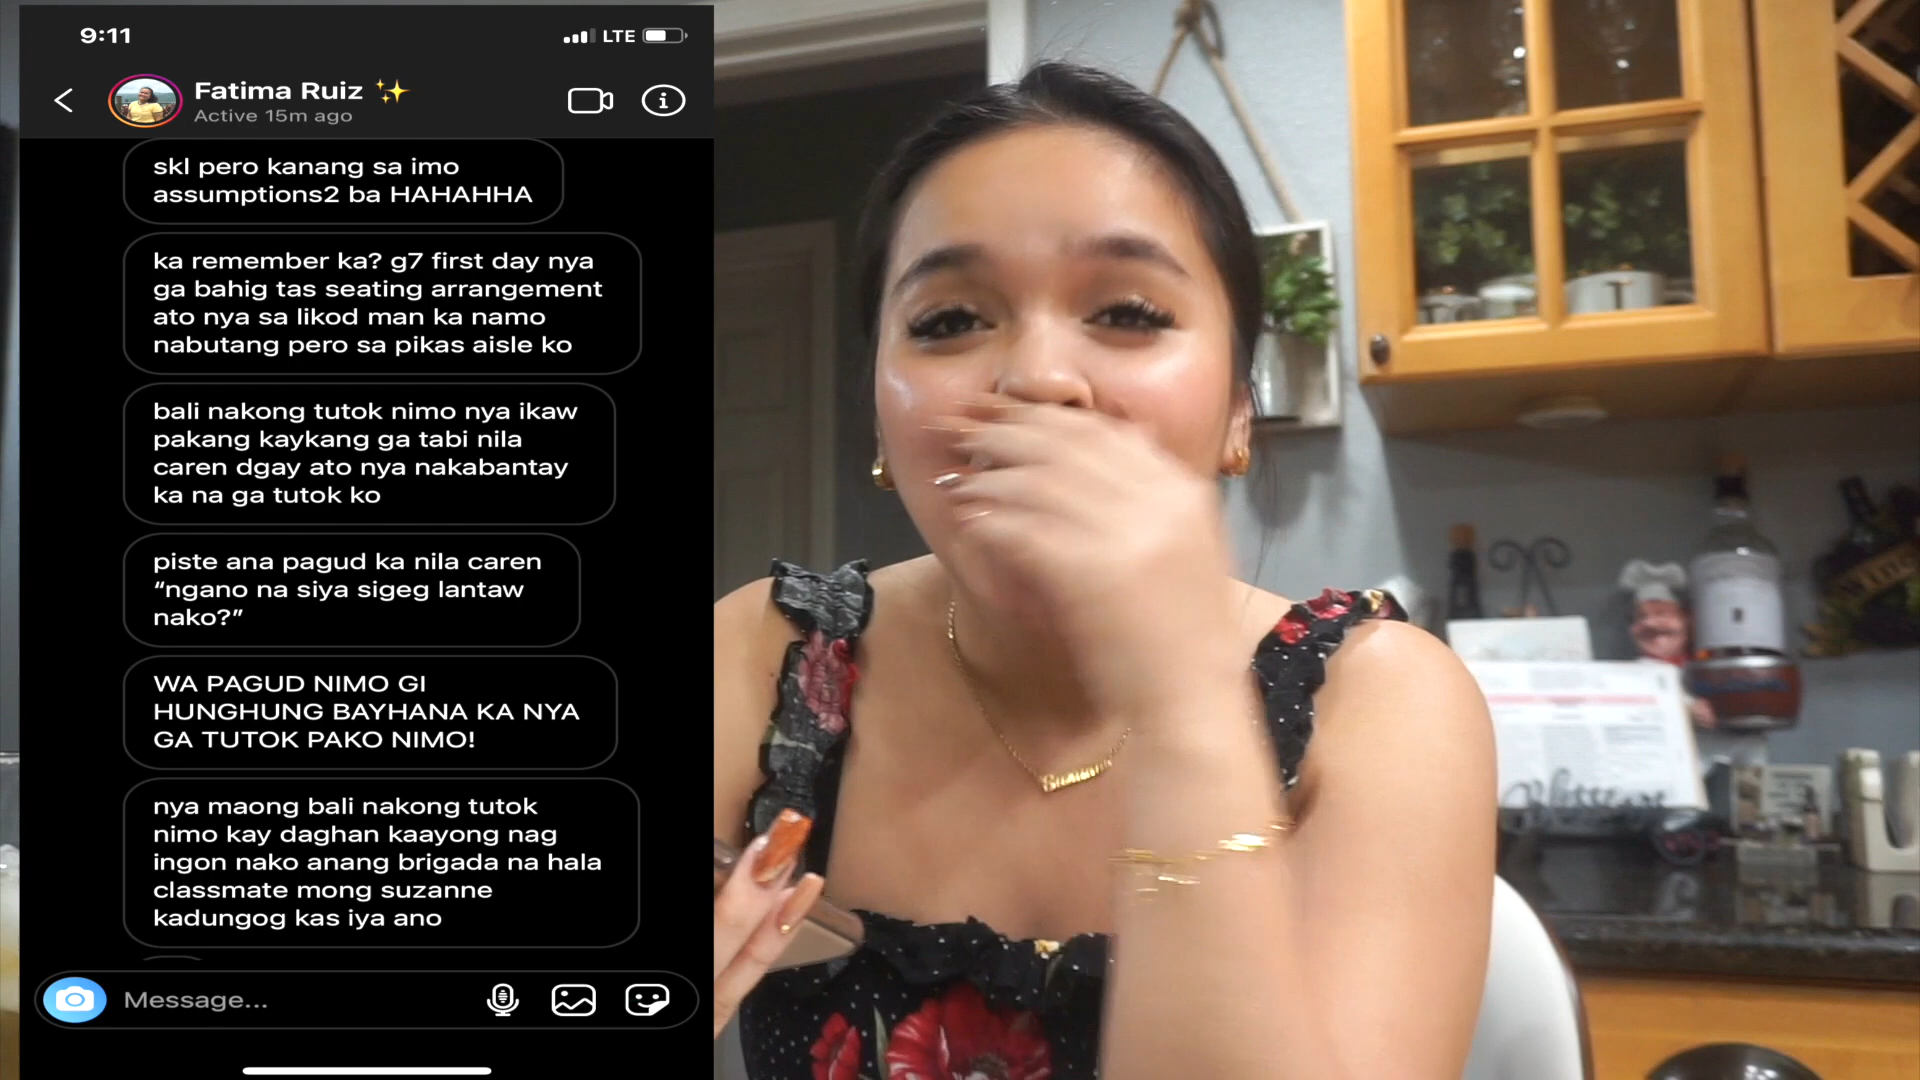 9:11
LTE
Fatima Ruiz ✨
Active 15m ago
skl pero kanang sa imo
assumptions2 ba HAHAHHA
ka remember ka? g7 first day nya
ga bahig tas seating arrangement
ato nya sa likod man ka namo
nabutang pero sa pikas aisle ko
bali nakong tutok nimo nya ikaw
pakang kaykang ga tabi nila
caren dgay ato nya nakabantay
ka na ga tutok ko
piste ana pagud ka nila caren
“ngano na siya sigeg lantaw
nako?”
WA PAGUD NIMO GI
HUNGHUNG BAYHANA KA NYA
GA TUTOK PAKO NIMO!
nya maong bali nakong tutok
nimo kay daghan kaayong nag
ingon nako anang brigada na hala
classmate mong suzanne
kadungog kas iya ano
Message...